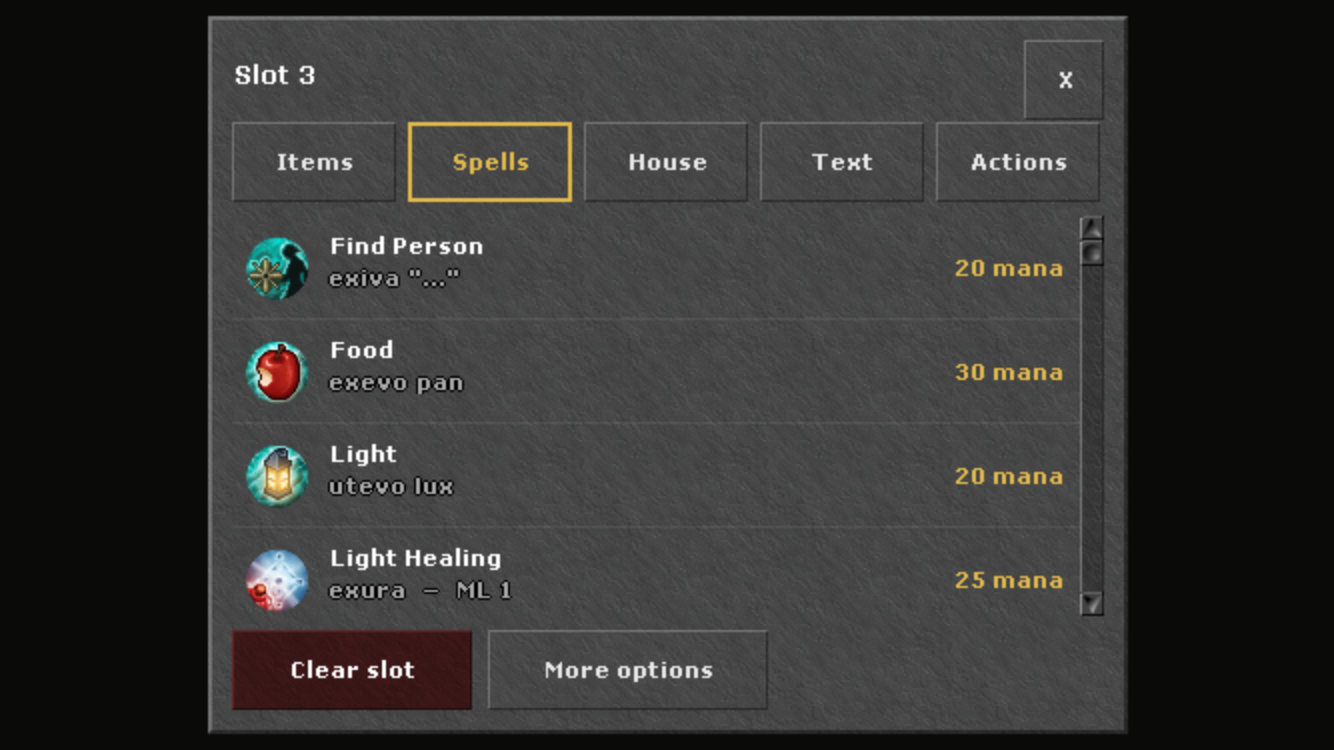 Slot 3
X
Items
Spells
House
Text
Actions
Find Person
exiva "..."
20 mana
Food
exevo pan
30 mana
Light
utevo lux
20 mana
Light Healing
exura - ML 1
25 mana
Clear slot
More options